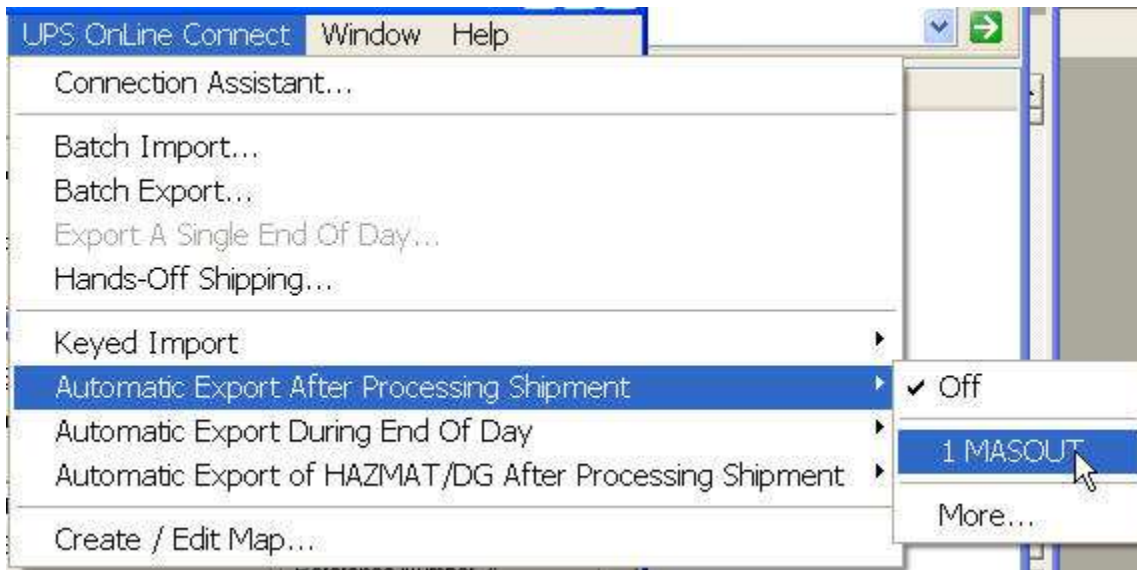 UPS OnLine Connect Window Help
Connection Assistant...
Batch Import...
Batch Export...
Export A Single End Of Day...
Hands-Off Shipping...
Keyed Import
Automatic Export After Processing Shipment
Off
Automatic Export During End Of Day
1 MASOUT
Automatic Export of HAZMAT/DG After Processing Shipment
More...
Create / Edit Map...